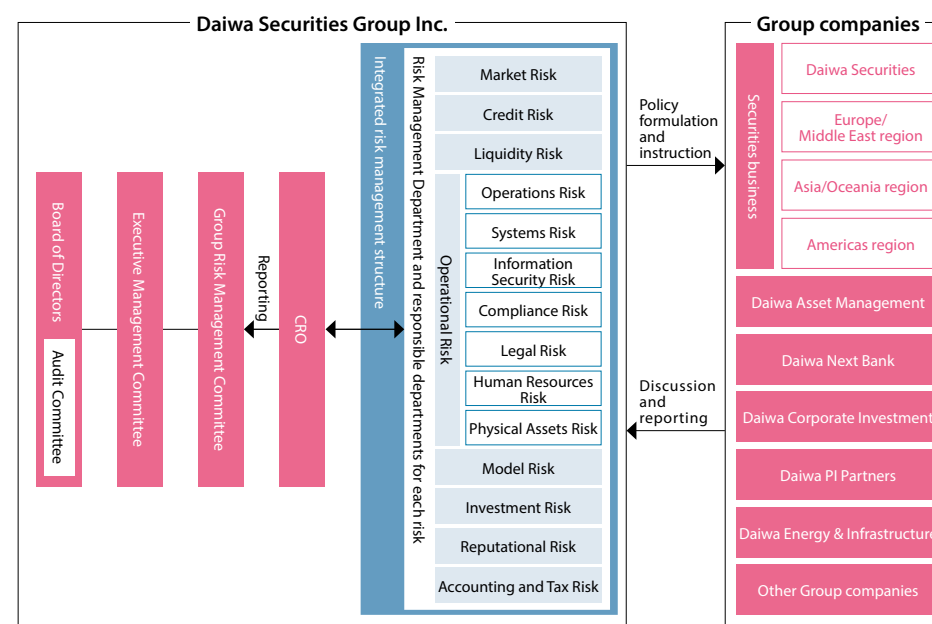 Daiwa Securities Group Inc.
Board of Directors
Audit Committee
Executive Management Committee
Group Risk Management Committee
Reporting
CRO
Integrated risk management structure
Risk Management Department and responsible departments for each risk
Market Risk
Credit Risk
Liquidity Risk
Operational Risk
Operations Risk
Systems Risk
Information
Security Risk
Compliance Risk
Legal Risk
Human Resources
Risk
Physical Assets Risk
Model Risk
Investment Risk
Reputational Risk
Accounting and Tax Risk
Policy
formulation
and
instruction
Discussion
and
reporting
Group companies
Securities business
Daiwa Securities
Europe/
Middle East region
Asia/Oceania region
Americas region
Daiwa Asset Management
Daiwa Next Bank
Daiwa Corporate Investment
Daiwa PI Partners
Daiwa Energy & Infrastructure
Other Group companies